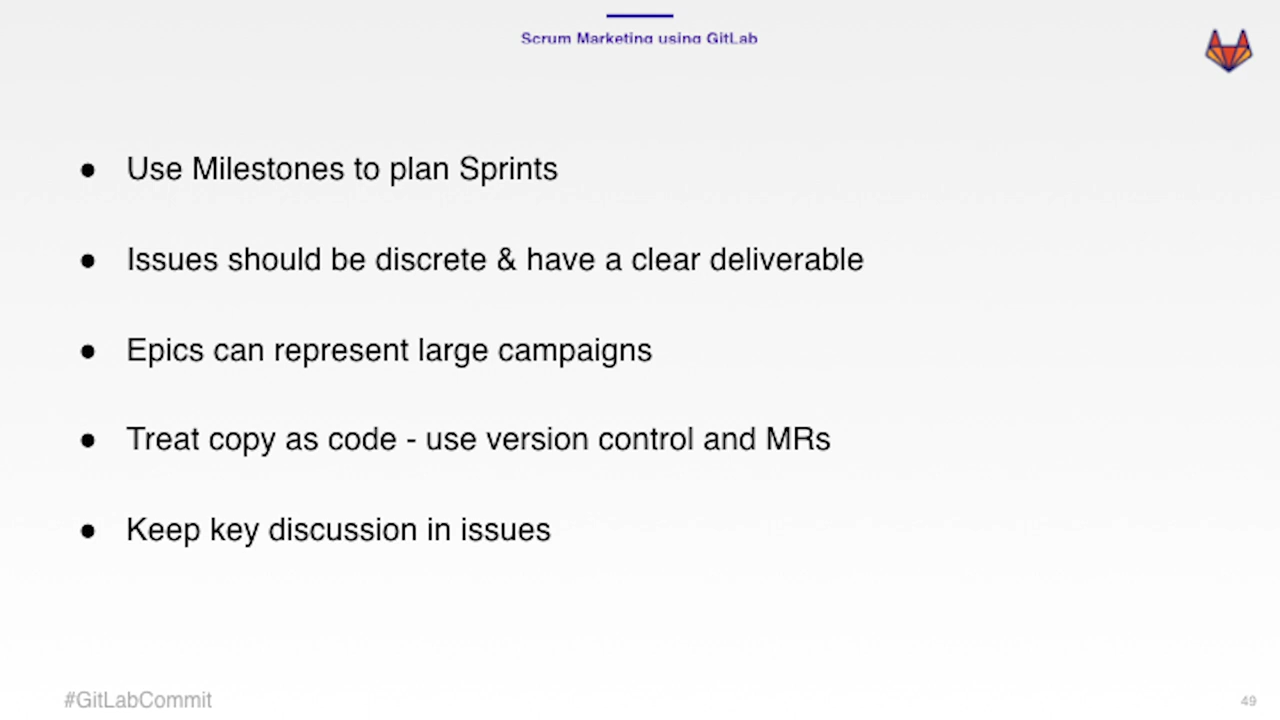 Scrum Marketing using GitLab
● Use Milestones to plan Sprints
● Issues should be discrete & have a clear deliverable
● Epics can represent large campaigns
● Treat copy as code - use version control and MRs
● Keep key discussion in issues
#GitLabCommit
49